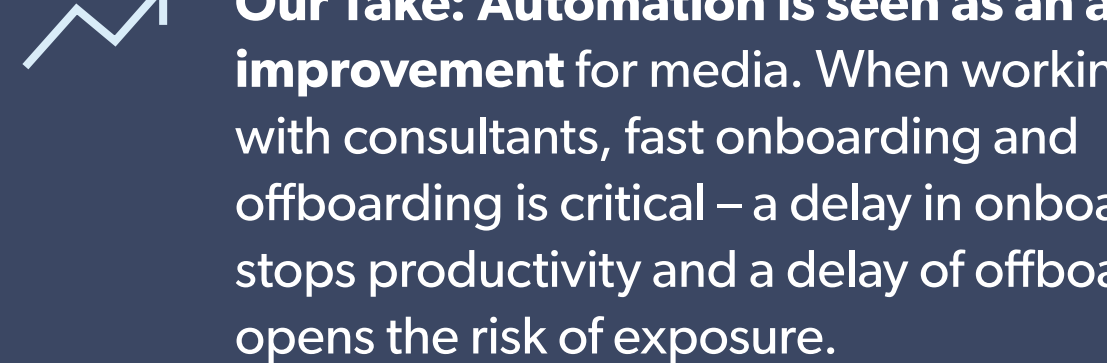 Our Take: Automation is seen as an a
improvement for media. When workin
with consultants, fast onboarding and
offboarding is critical – a delay in onboa
stops productivity and a delay of offboa
opens the risk of exposure.